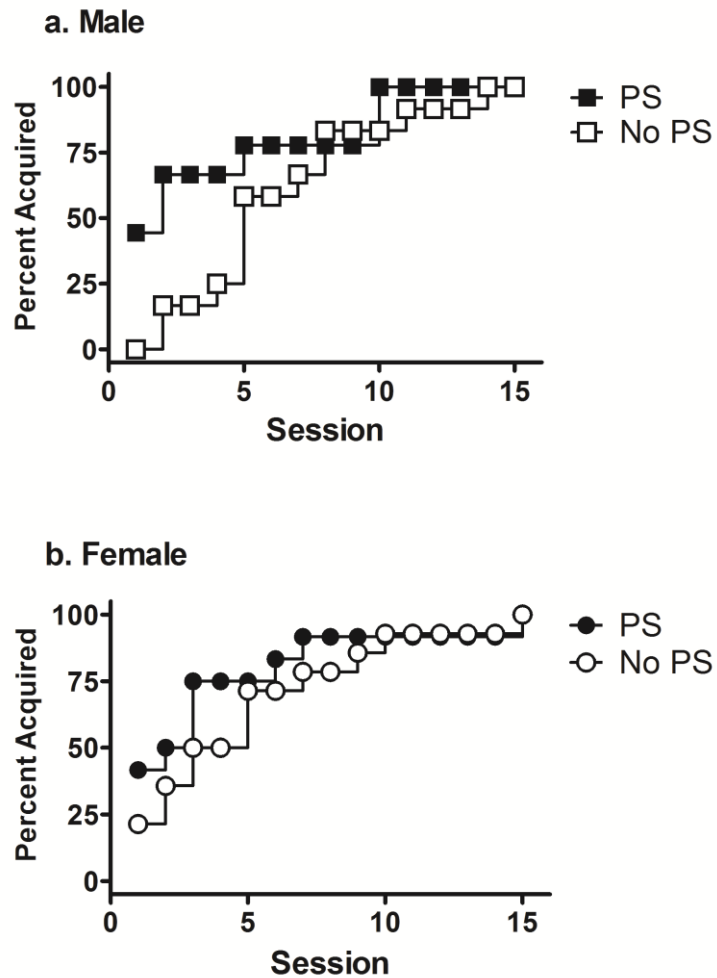 a. Male
100
75
50
25
0
Percent Acquired
0 5 10 15
Session
PS
No PS
b. Female
100
75
50
25
0
Percent Acquired
0 5 10 15
Session
PS
No PS